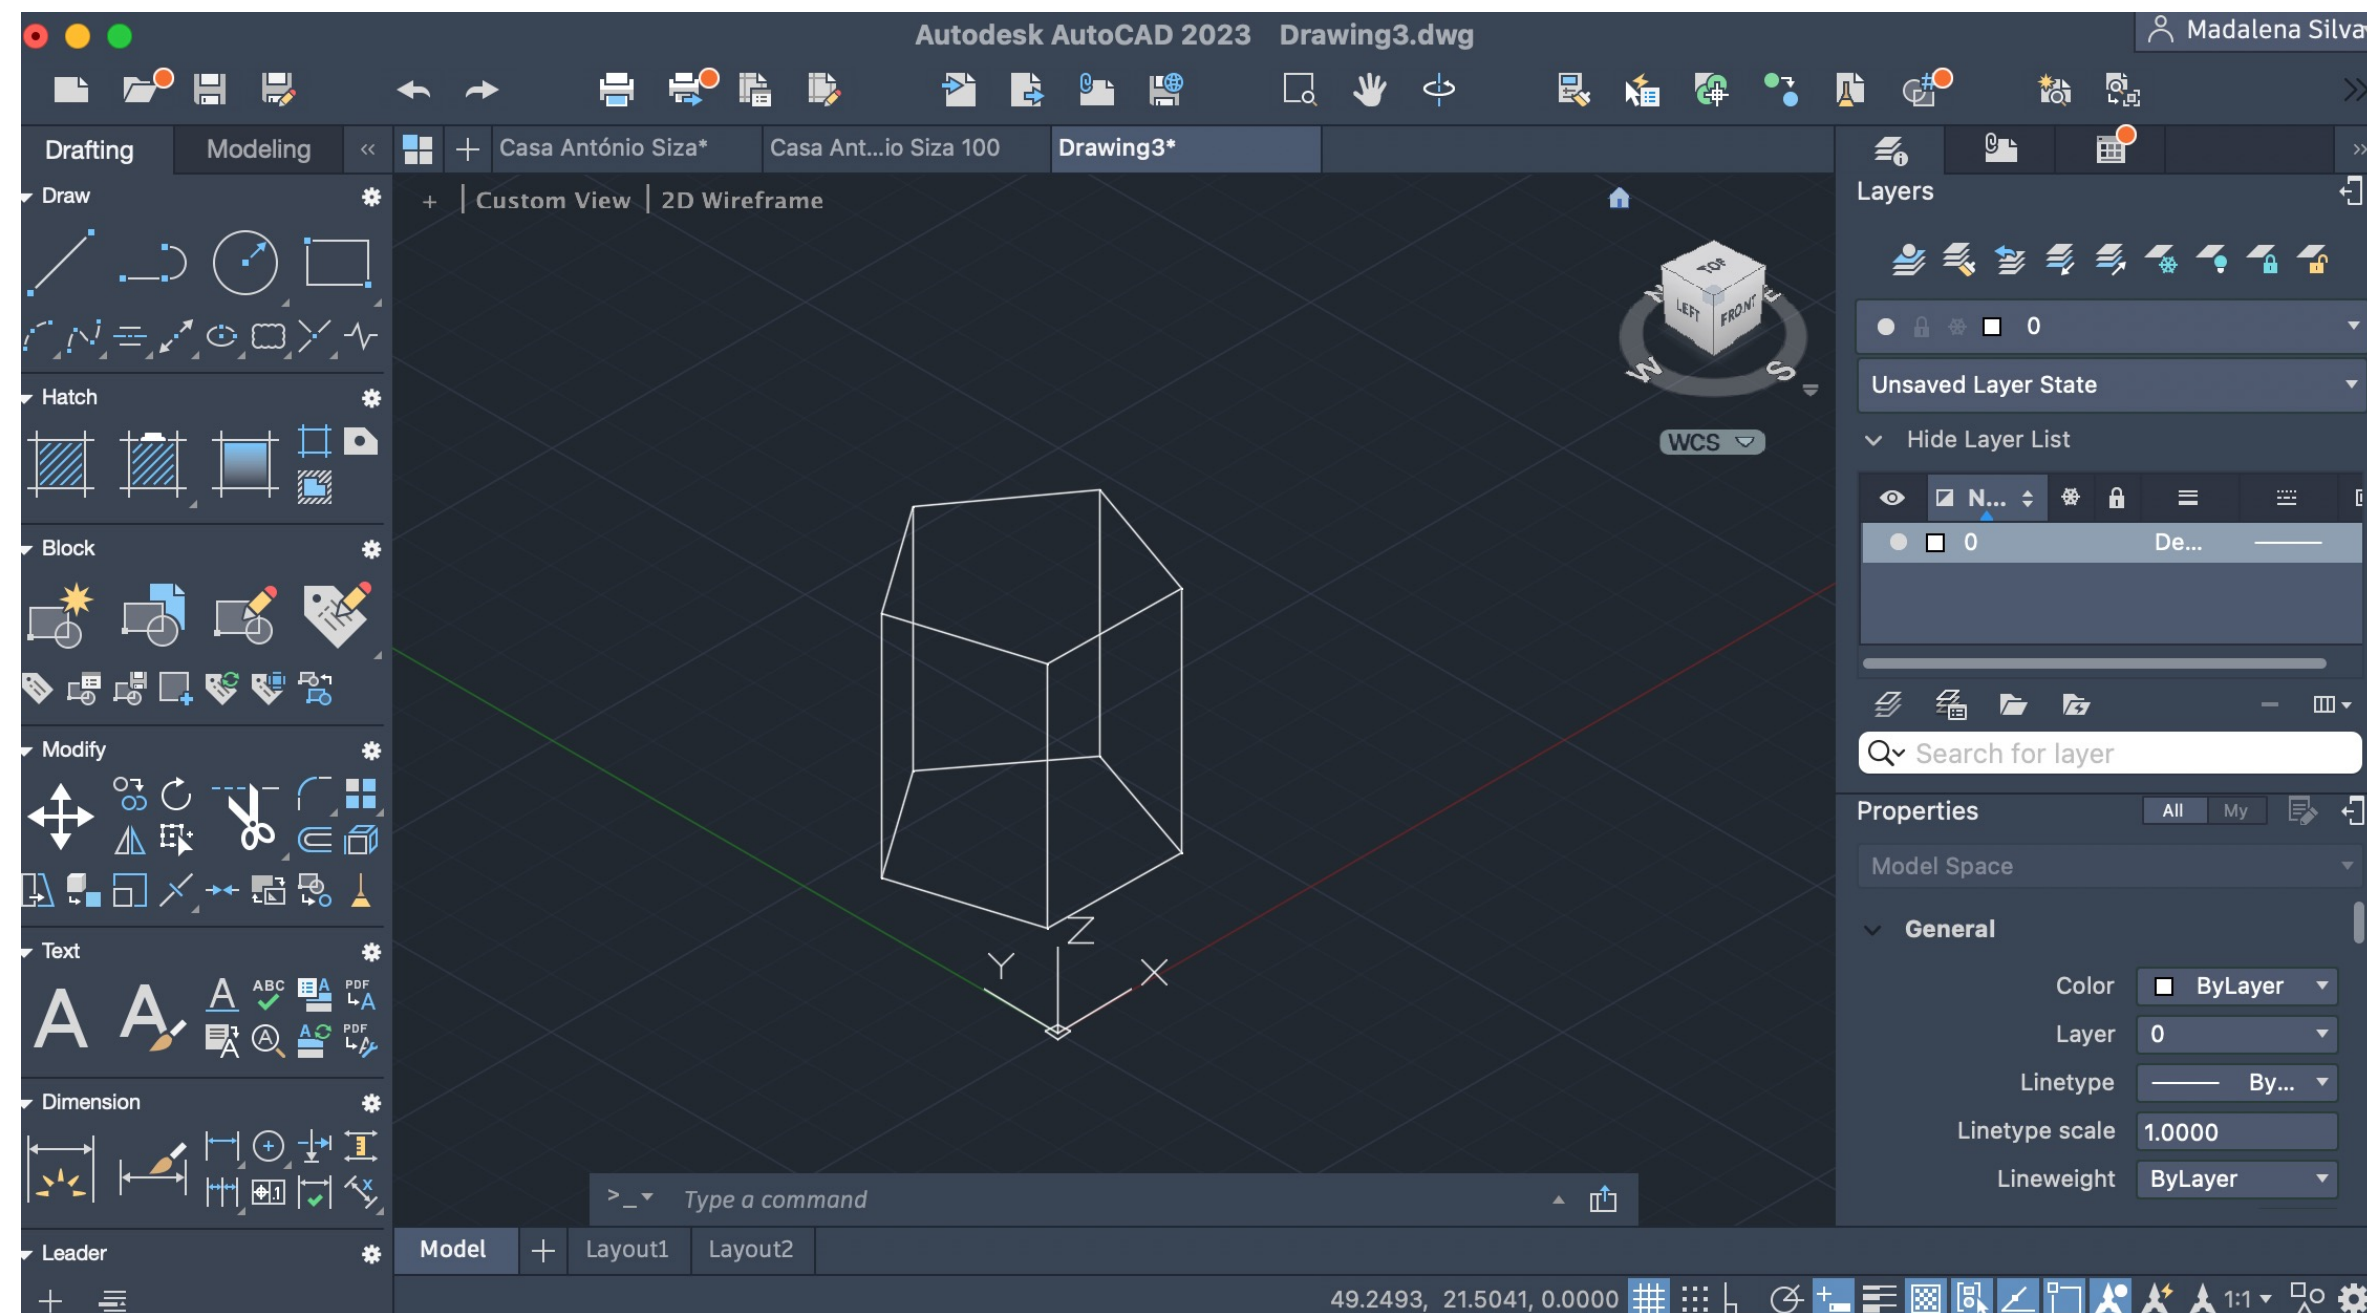 Autodesk AutoCAD 2023 Drawing3.dwg
Madalena Silva
Drafting Modeling
Casa António Siza* Casa Ant...io Siza 100 Drawing3*
Draw
+ | Custom View | 2D Wireframe
TOP
LEFT FRONT
W S
WCS
Hatch
Block
Modify
Text
A A A ABC A PDF A
A A A PDF
Dimension
.1 X
Leader
Z
Y X
>_ Type a command
Model Layout1 Layout2
49.2493, 21.5041, 0.0000
1:1
Layers
0
Unsaved Layer State
Hide Layer List
N...
0 De...
Search for layer
Properties All My
Model Space
General
Color ByLayer
Layer 0
Linetype By...
Linetype scale 1.0000
Lineweight ByLayer